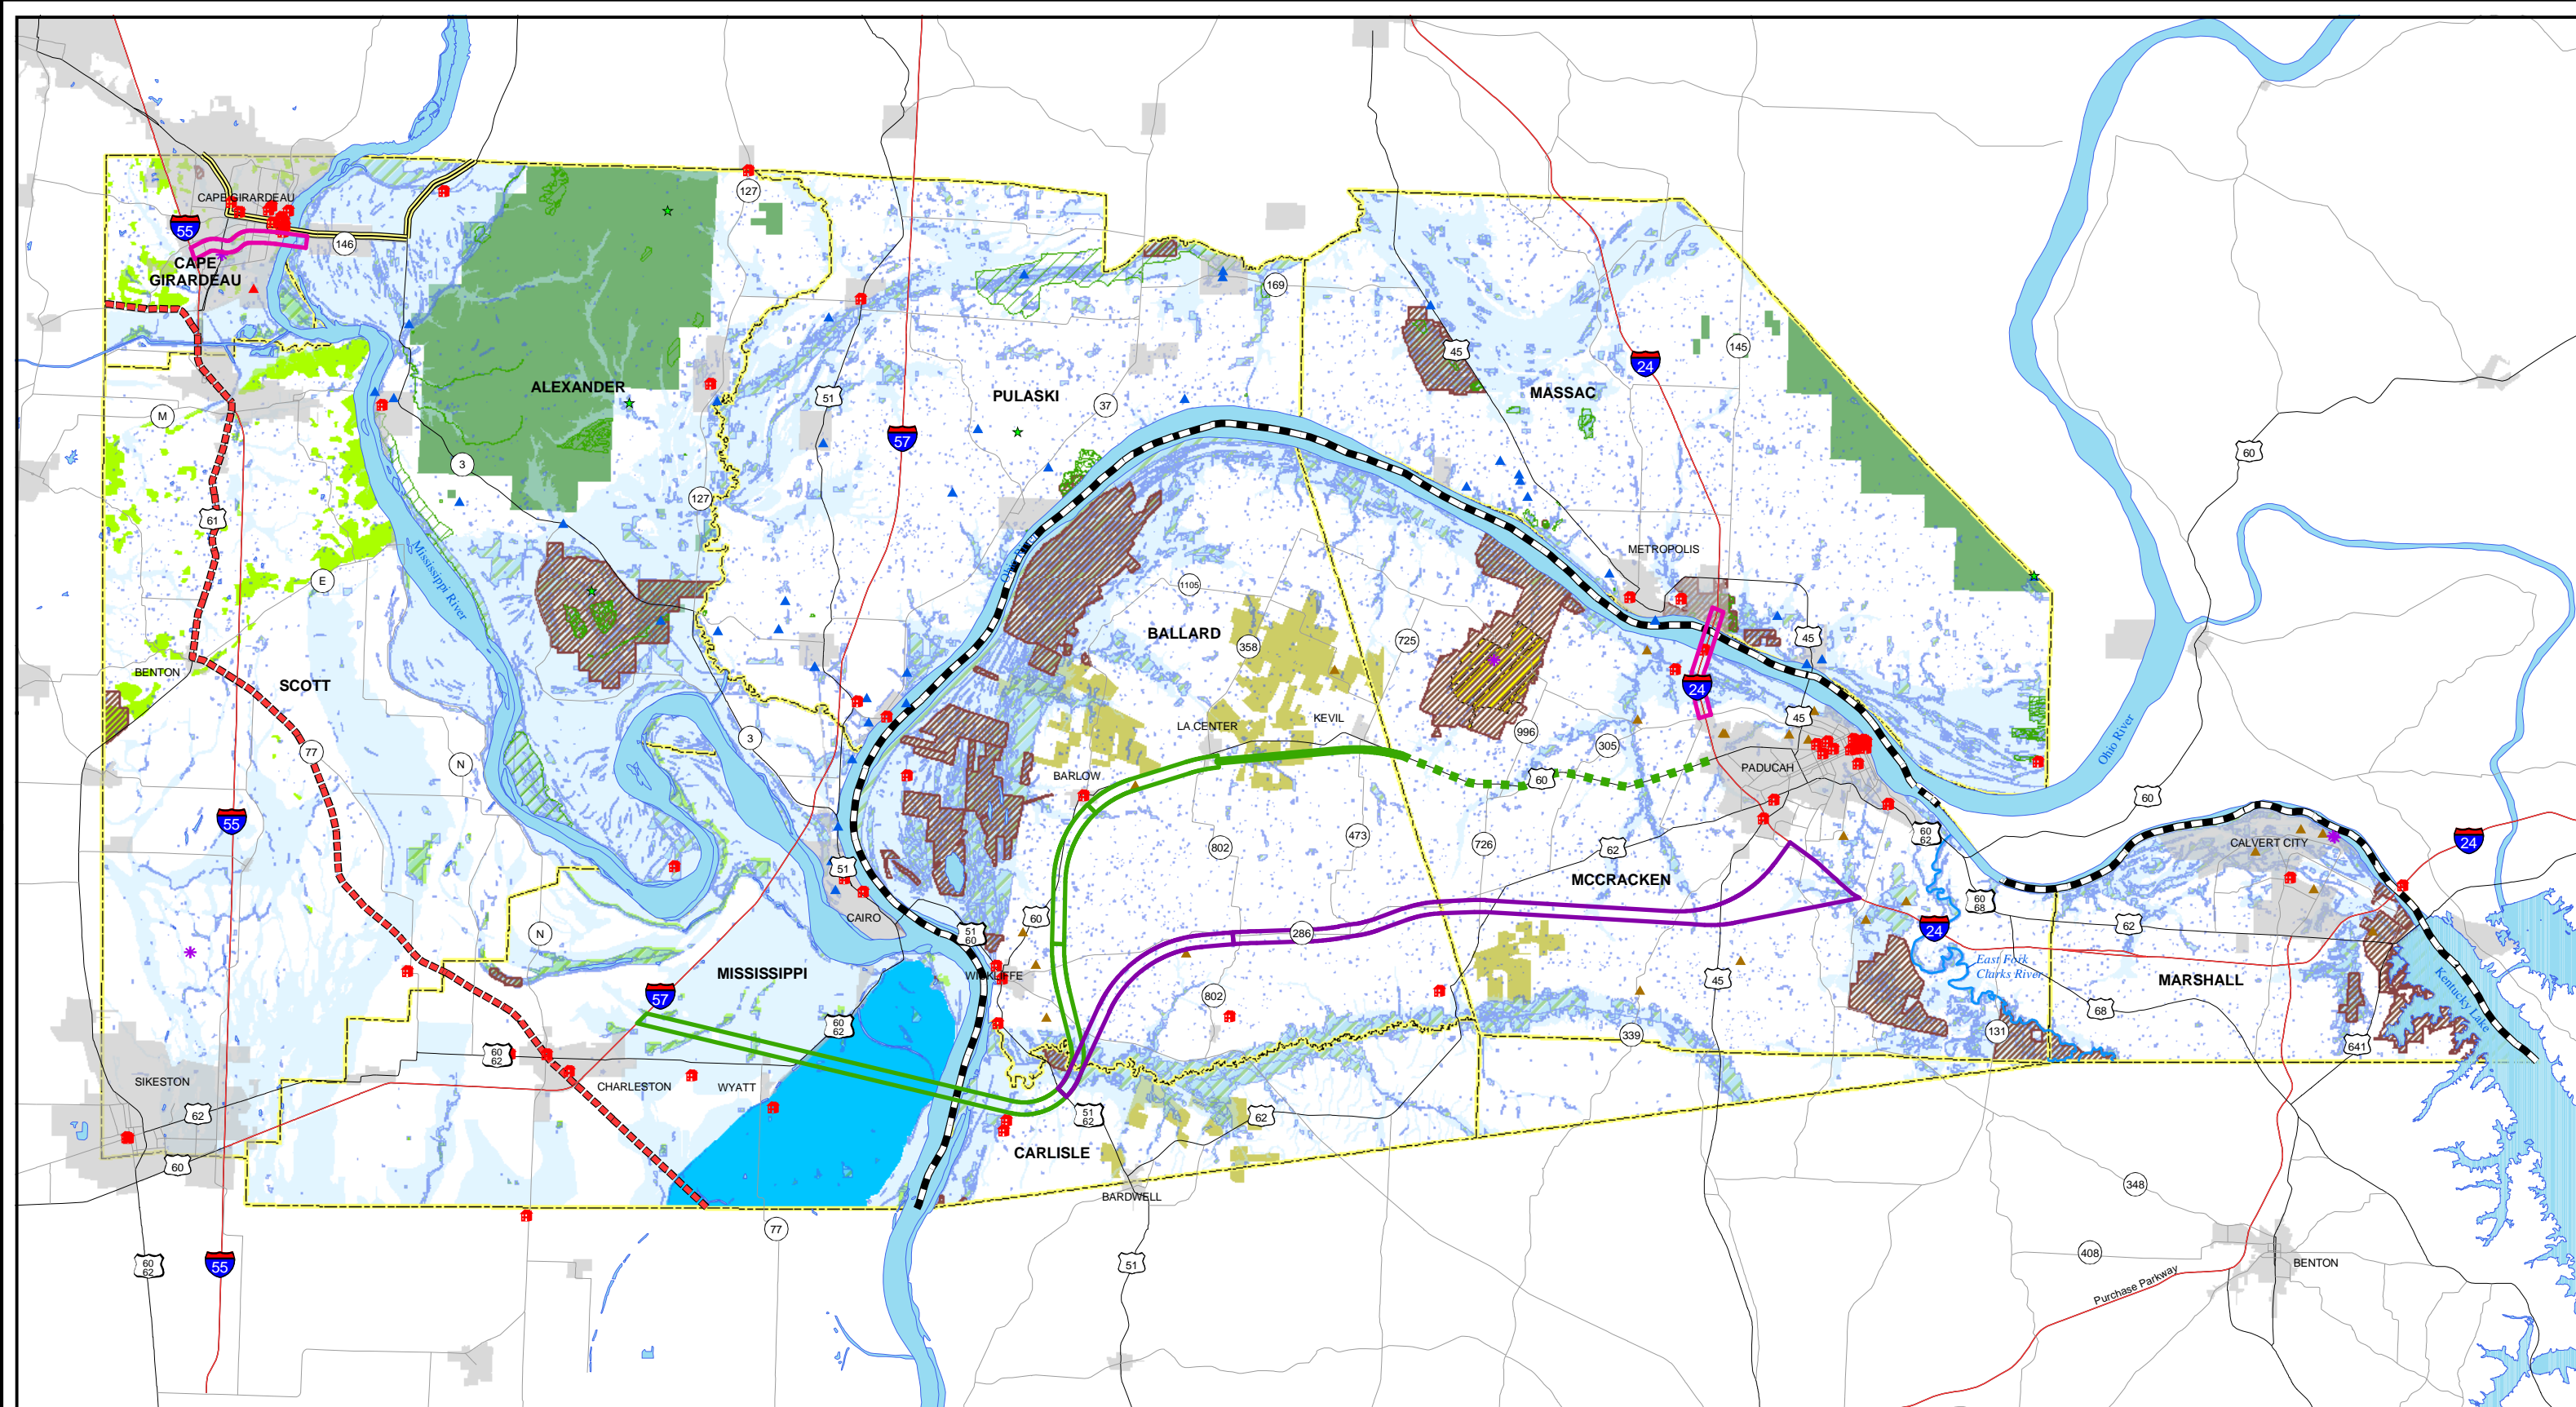 127
CAPE GIRARDEAU
55
146
CAPE
GIRARDEAU
169
45
145
24
ALEXANDER
MASSAC
51
PULASKI
37
M
57
60
3
127
61
METROPOLIS
Mississippi River
E
1105
BALLARD
358
725
45
BENTON
SCOTT
24
LA CENTER
KEVIL
45
996
305
Ohio River
3
77
N
PADUCAH
BARLOW
60
60
55
473
802
726
62
60
62
CALVERT CITY
24
51
MCCRACKEN
CAIRO
60
60
68
62
N
51
60
286
24
MISSISSIPPI
WICKLIFFE
East Fork
Clarks River
MARSHALL
Kentucky Lake
45
57
802
68
60
62
131
339
641
60
62
SIKESTON
CHARLESTON
WYATT
62
51
62
62
CARLISLE
60
348
BARDWELL
77
408
60
62
55
51
BENTON
Purchase Parkway